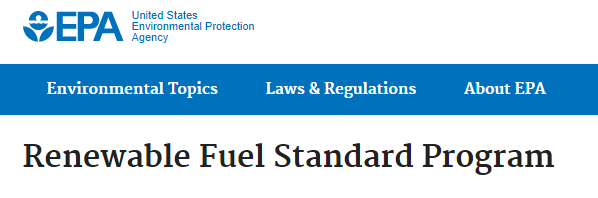 EPA
United States
Environmental Protection
Agency
Environmental Topics Laws & Regulations About EPA
Renewable Fuel Standard Program